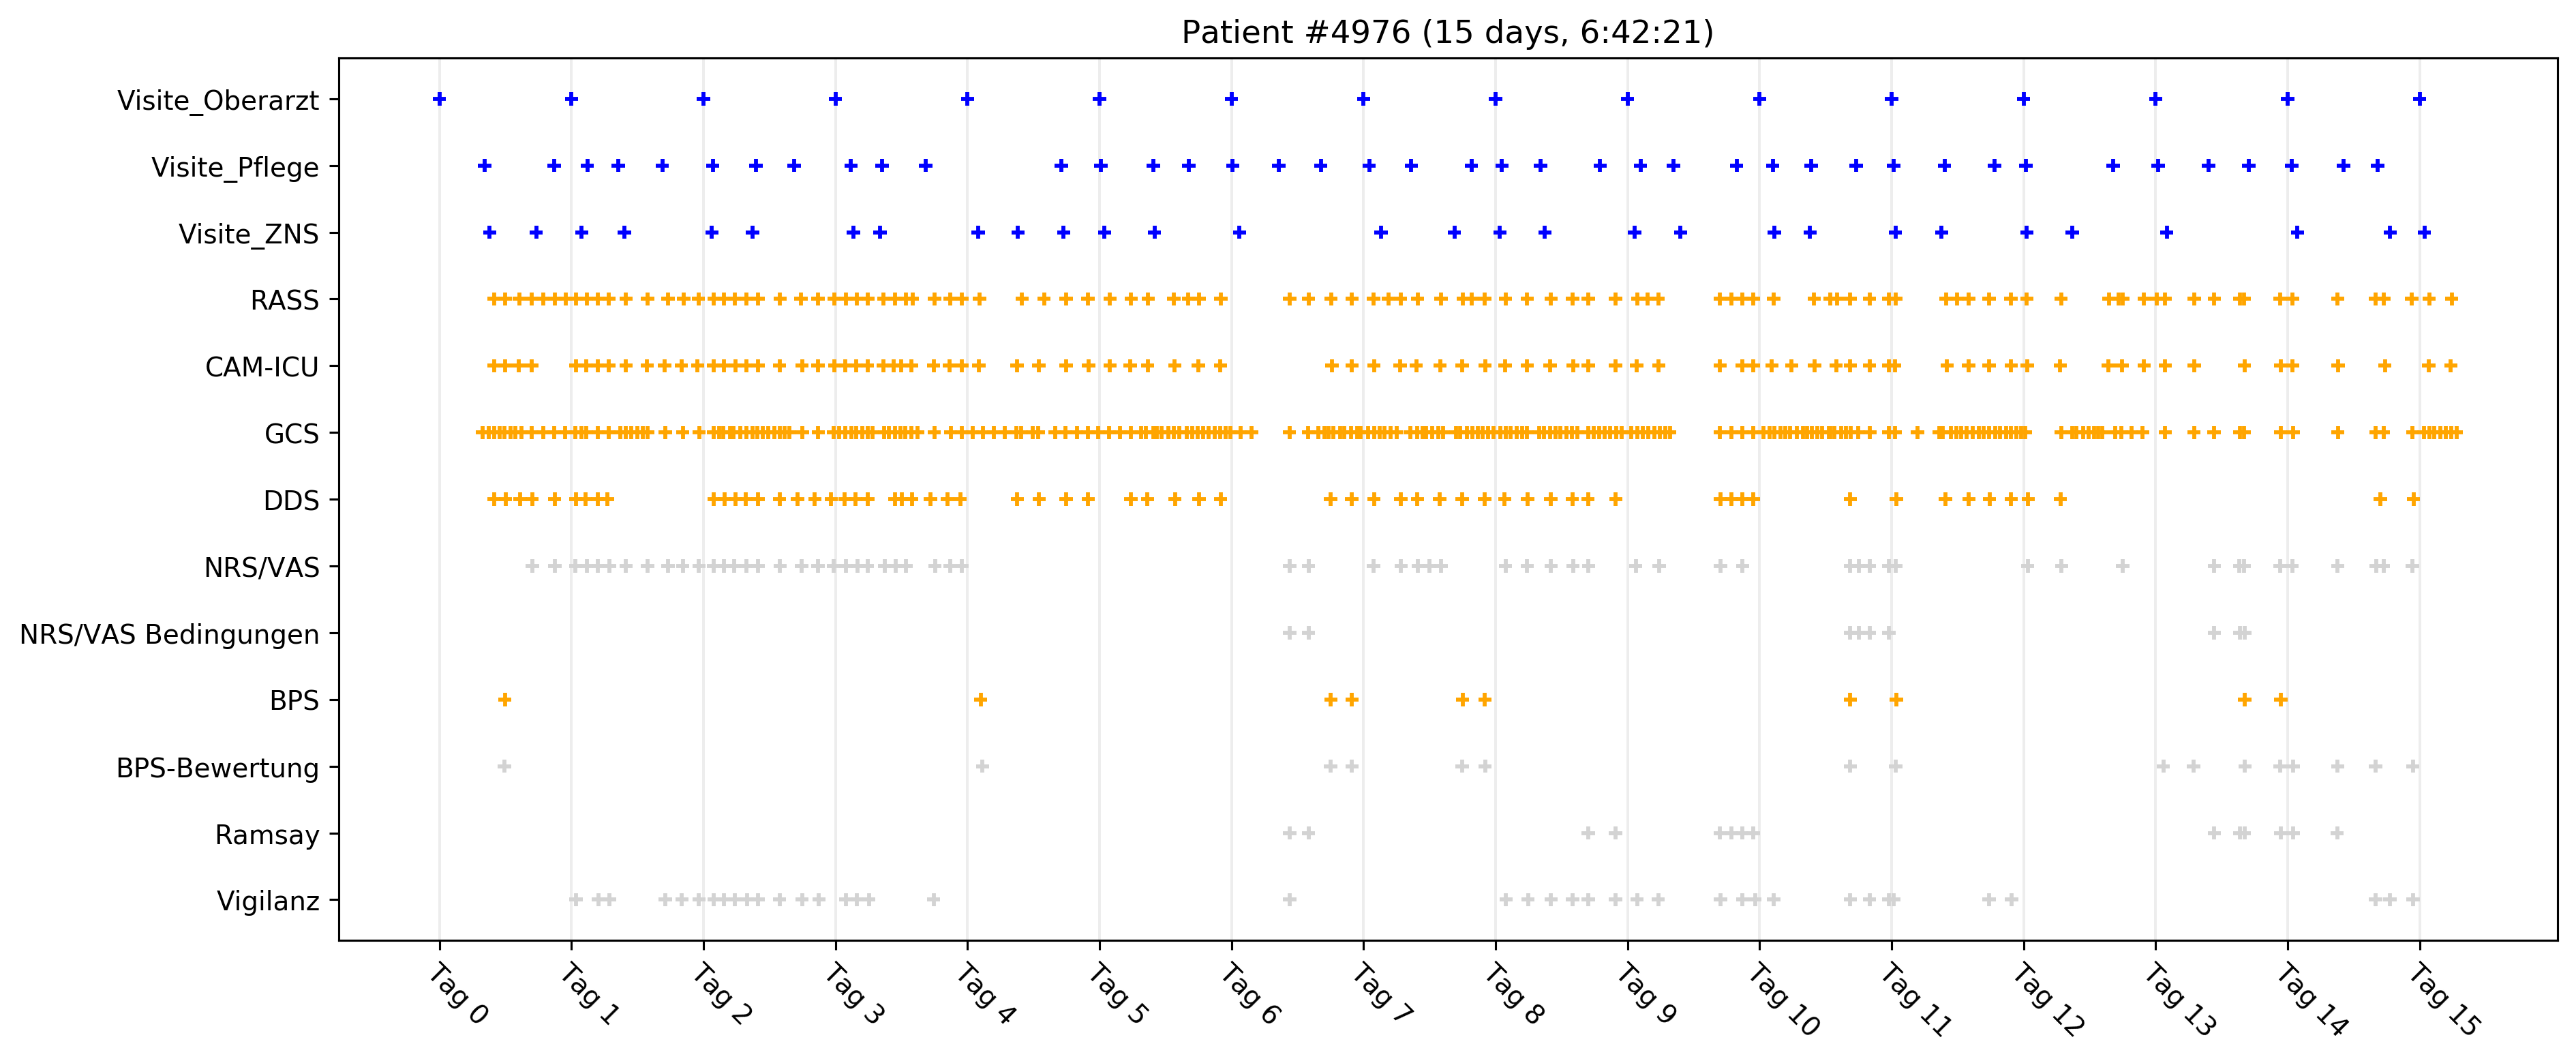 Patient #4976 (15 days, 6:42:21)
Visite_Oberarzt
Visite_Pflege
Visite_ZNS
RASS
CAM-ICU
GCS
DDS
NRS/VAS
NRS/VAS Bedingungen
BPS
BPS-Bewertung
Ramsay
Vigilanz
Tag 0
Tag 1
Tag 2
Tag 3
Tag 4
Tag 5
Tag 6
Tag 7
Tag 8
Tag 9
Tag 10
Tag 11
Tag 12
Tag 13
Tag 14
Tag 15